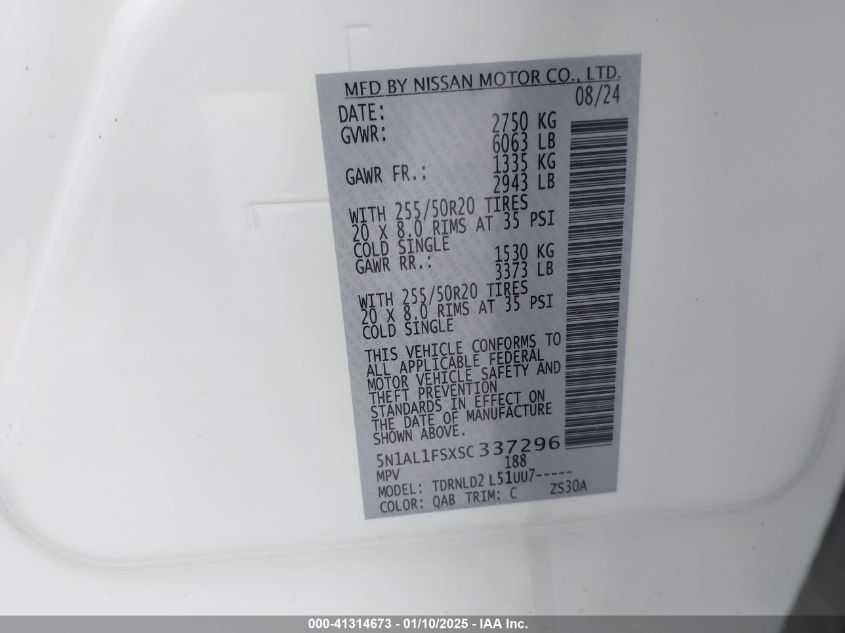 MFD BY NISSAN MOTOR CO., LTD.
DATE: 08/24
GVWR: 2750 KG
6063 LB
GAWR FR.: 1335 KG
2943 LB
WITH 255/50R20 TIRES
20 X 8.0 RIMS AT 35 PSI
COLD SINGLE
GAWR RR.: 1530 KG
3373 LB
WITH 255/50R20 TIRES
20 X 8.0 RIMS AT 35 PSI
COLD SINGLE
THIS VEHICLE CONFORMS TO
ALL APPLICABLE FEDERAL
MOTOR VEHICLE SAFETY AND
THEFT PREVENTION
STANDARDS IN EFFECT ON
THE DATE OF MANUFACTURE
SHOWN ABOVE.
5N1AL1FSXSC337296
MPV 188
MODEL: TDRNLD2 L51UU7-----
COLOR: QAB TRIM: C ZS30A
000-41314673 - 01/10/2025 - IAA Inc.